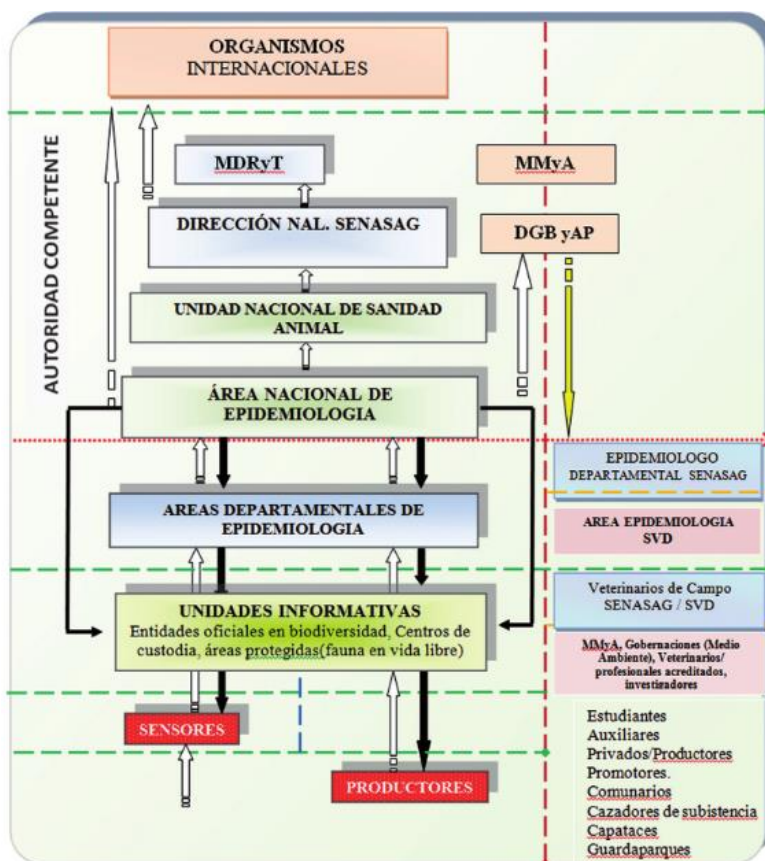 ORGANISMOS
INTERNACIONALES
AUTORIDAD COMPETENTE
MDRyT
MMyA
DIRECCIÓN NAL. SENASAG
DGB yAP
UNIDAD NACIONAL DE SANIDAD
ANIMAL
ÁREA NACIONAL DE
EPIDEMIOLOGIA
EPIDEMIOLOGO
DEPARTAMENTAL SENASAG
AREAS DEPARTAMENTALES DE
EPIDEMIOLOGIA
AREA EPIDEMIOLOGIA
SVD
UNIDADES INFORMATIVAS
Entidades oficiales en biodiversidad, Centros de
custodia, áreas protegidas(fauna en vida libre)
Veterinarios de Campo
SENASAG / SVD
MMyA, Gobernaciones (Medio
Ambiente), Veterinarios/
profesionales acreditados,
investigadores
SENSORES
PRODUCTORES
Estudiantes
Auxiliares
Privados/Productores
Promotores.
Comunarios
Cazadores de subsistencia
Capataces
Guardaparques